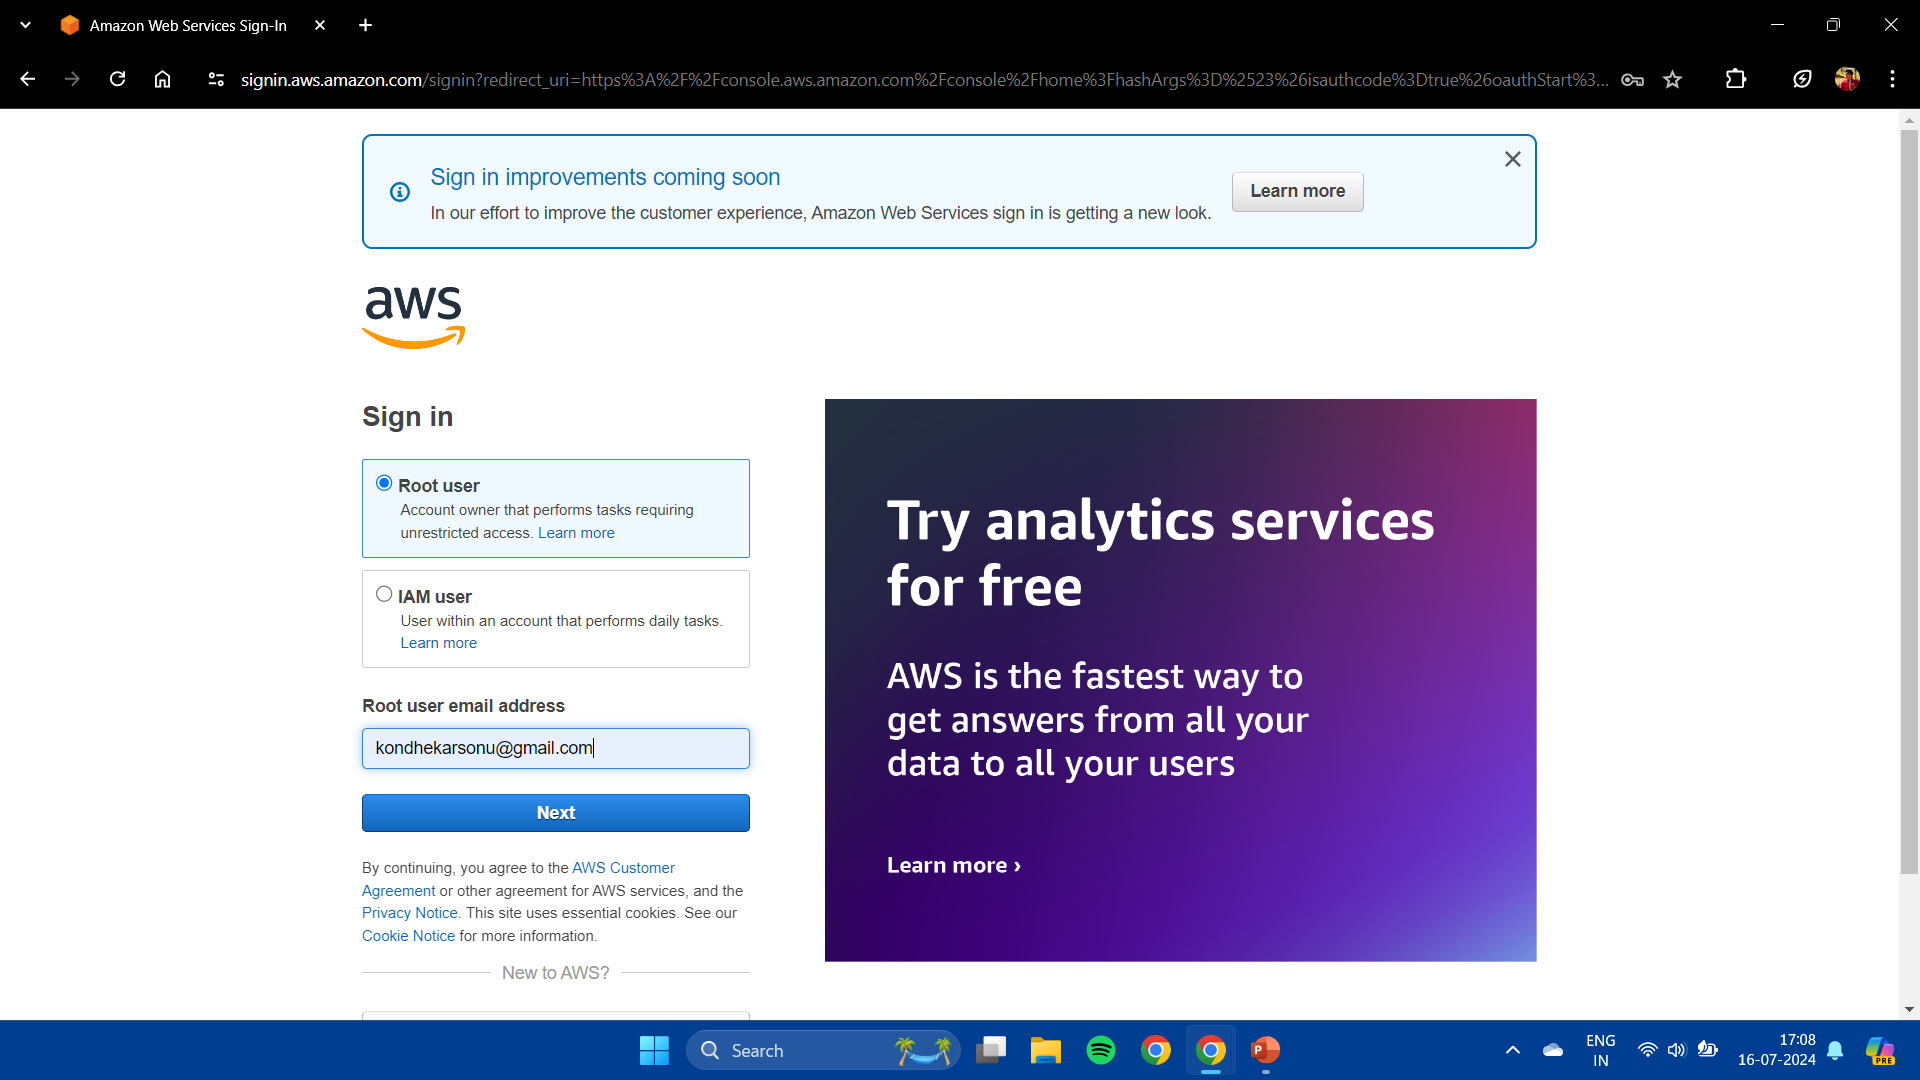 Amazon Web Services Sign-In
signin.aws.amazon.com/signin?redirect_uri=https%3A%2F%2Fconsole.aws.amazon.com%2Fconsole%2Fhome%3FhashArgs%3D%2523%26isauthcode%3Dtrue%26oauthStart%3...
Sign in improvements coming soon
In our effort to improve the customer experience, Amazon Web Services sign in is getting a new look.
Learn more
aws
Sign in
Root user
Account owner that performs tasks requiring
unrestricted access. Learn more
IAM user
User within an account that performs daily tasks.
Learn more
Root user email address
kondhekarsonu@gmail.com
Next
By continuing, you agree to the AWS Customer
Agreement or other agreement for AWS services, and the
Privacy Notice. This site uses essential cookies. See our
Cookie Notice for more information.
New to AWS?
Try analytics services
for free
AWS is the fastest way to
get answers from all your
data to all your users
Learn more ›
Search
P
ENG
IN
17:08
16-07-2024
PRE